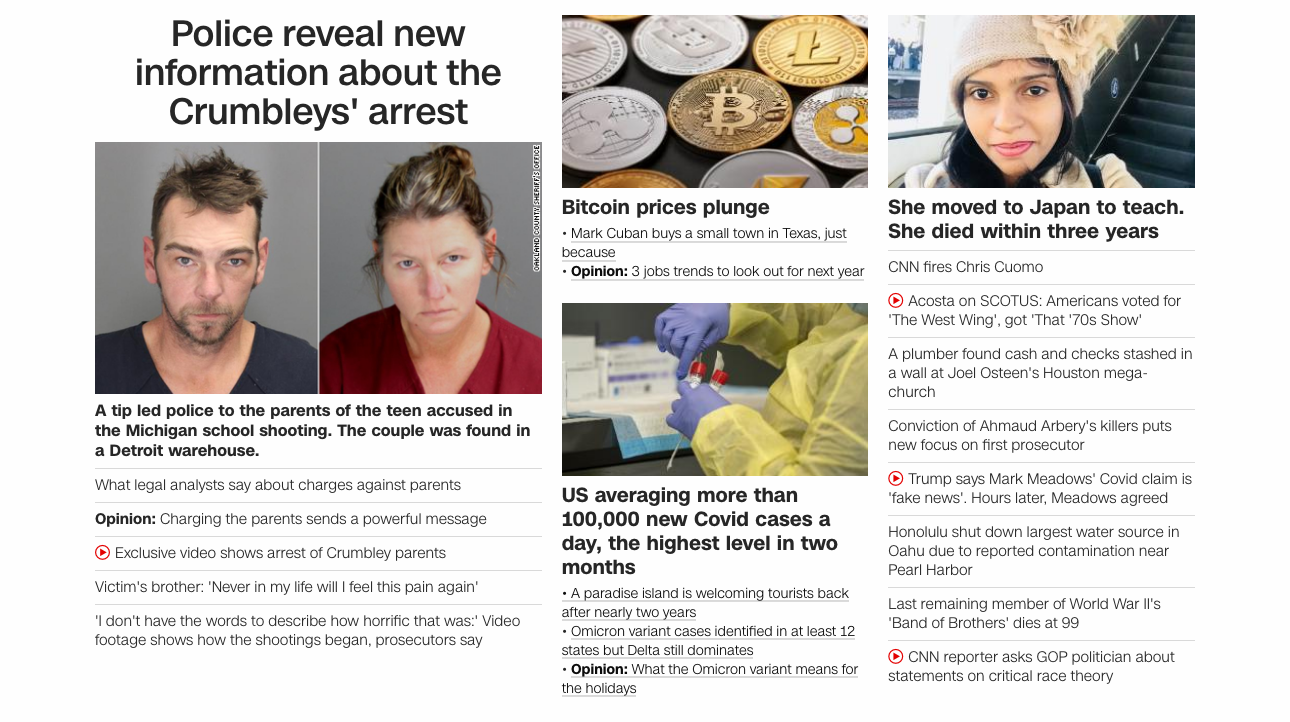 Police reveal new
information about the
Crumbleys' arrest
OAKLAND COUNTY SHERIFF'S OFFICE
A tip led police to the parents of the teen accused in
the Michigan school shooting. The couple was found in
a Detroit warehouse.
What legal analysts say about charges against parents
Opinion: Charging the parents sends a powerful message
Exclusive video shows arrest of Crumbley parents
Victim's brother: 'Never in my life will I feel this pain again'
'I don't have the words to describe how horrific that was:' Video
footage shows how the shootings began, prosecutors say
Bitcoin prices plunge
• Mark Cuban buys a small town in Texas, just
because
• Opinion: 3 jobs trends to look out for next year
US averaging more than
100,000 new Covid cases a
day, the highest level in two
months
• A paradise island is welcoming tourists back
after nearly two years
• Omicron variant cases identified in at least 12
states but Delta still dominates
• Opinion: What the Omicron variant means for
the holidays
She moved to Japan to teach.
She died within three years
CNN fires Chris Cuomo
Acosta on SCOTUS: Americans voted for
'The West Wing', got 'That '70s Show'
A plumber found cash and checks stashed in
a wall at Joel Osteen's Houston mega-
church
Conviction of Ahmaud Arbery's killers puts
new focus on first prosecutor
Trump says Mark Meadows' Covid claim is
'fake news'. Hours later, Meadows agreed
Honolulu shut down largest water source in
Oahu due to reported contamination near
Pearl Harbor
Last remaining member of World War II's
'Band of Brothers' dies at 99
CNN reporter asks GOP politician about
statements on critical race theory